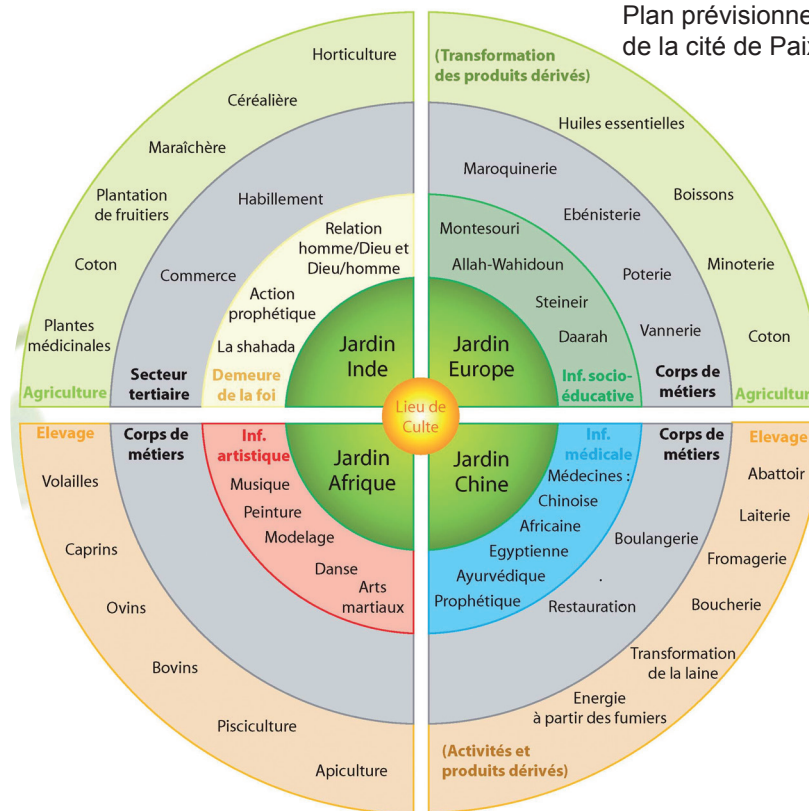 Plan prévisionne
de la cité de Paix
Horticulture
Céréalière
Maraîchère
Plantation
de fruitiers
Coton
Plantes
médicinales
Agriculture
Habillement
Commerce
Secteur
tertiaire
Relation
homme/Dieu et
Dieu/homme
Action
prophétique
La shahada
Demeure
de la foi
Jardin
Inde
(Transformation
des produits dérivés)
Huiles essentielles
Boissons
Minoterie
Coton
Agricultur
Maroquinerie
Ebénisterie
Poterie
Vannerie
Corps de
métiers
Montesouri
Allah-Wahidoun
Steineir
Daarah
Inf. socio-
éducative
Jardin
Europe
Lieu de
Culte
Elevage
Volailles
Caprins
Ovins
Bovins
Pisciculture
Apiculture
Corps de
métiers
Inf.
artistique
Musique
Peinture
Modelage
Danse
Arts
martiaux
Jardin
Afrique
Jardin
Chine
Inf.
médicale
Médecines :
Chinoise
Africaine
Egyptienne
Ayurvédique
Prophétique
Corps de
métiers
Boulangerie
.
Restauration
Elevage
Abattoir
Laiterie
Fromagerie
Boucherie
Transformation
de la laine
Energie
à partir des fumiers
(Activités et
produits dérivés)